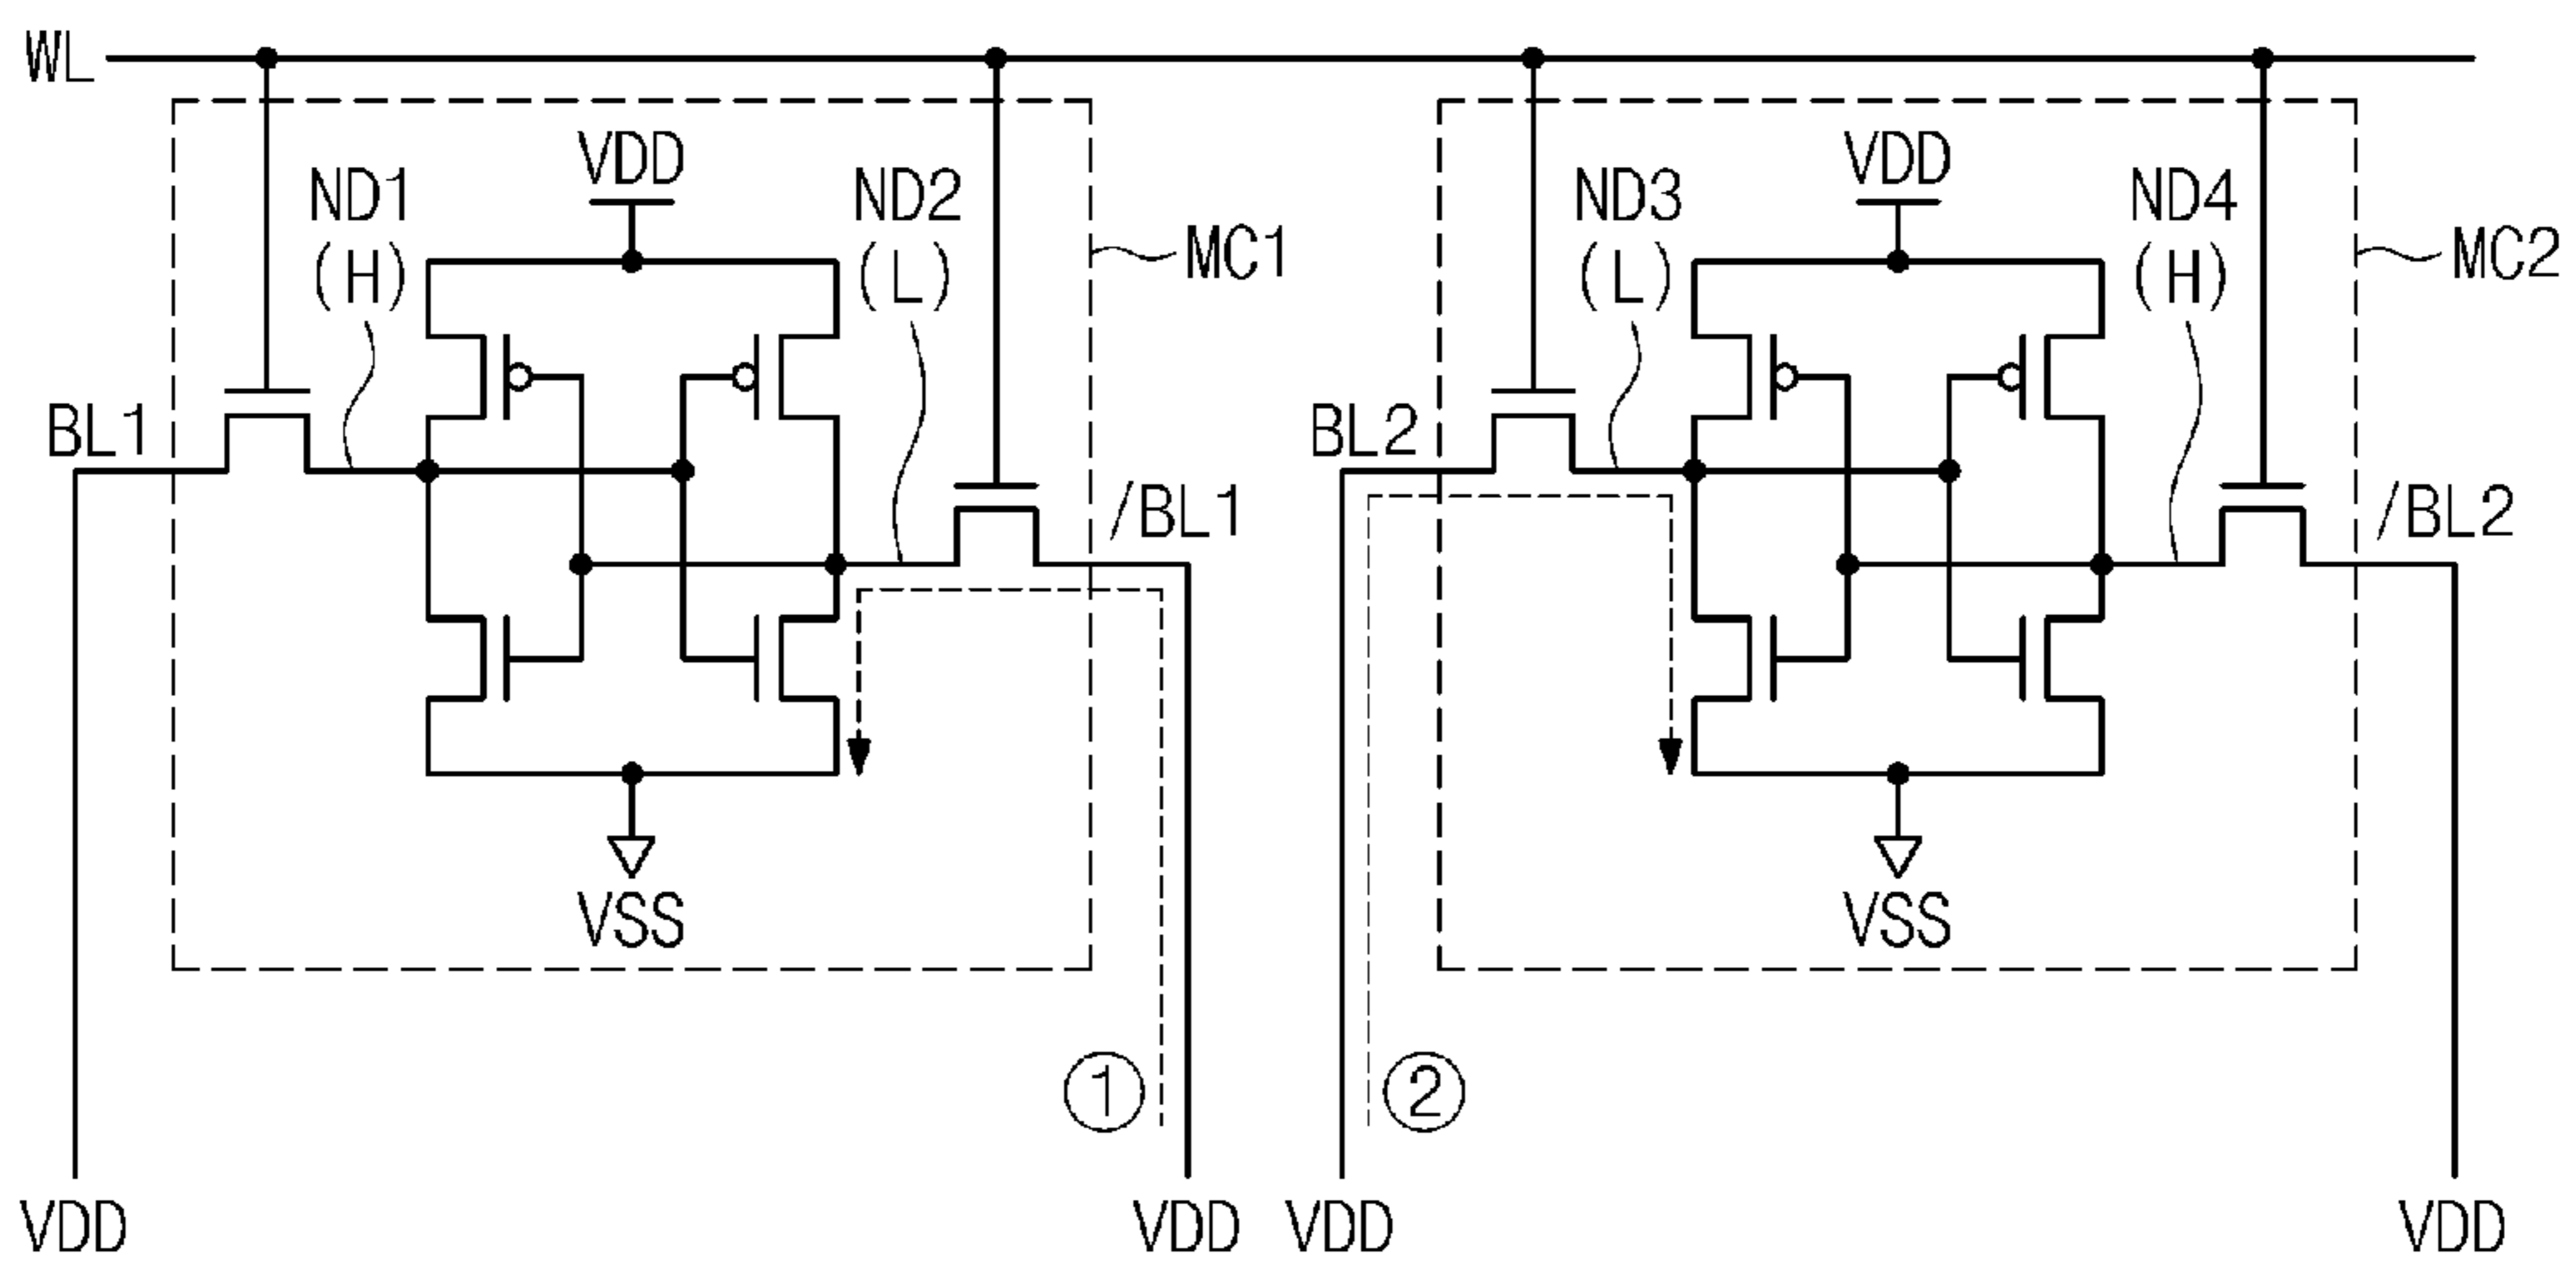 WL
VDD
VDD
ND1
(H)
ND2
(L)
ND3
(L)
ND4
(H)
MC1
MC2
BL1
BL2
/BL1
/BL2
VSS
VSS
①
②
VDD
VDD
VDD
VDD